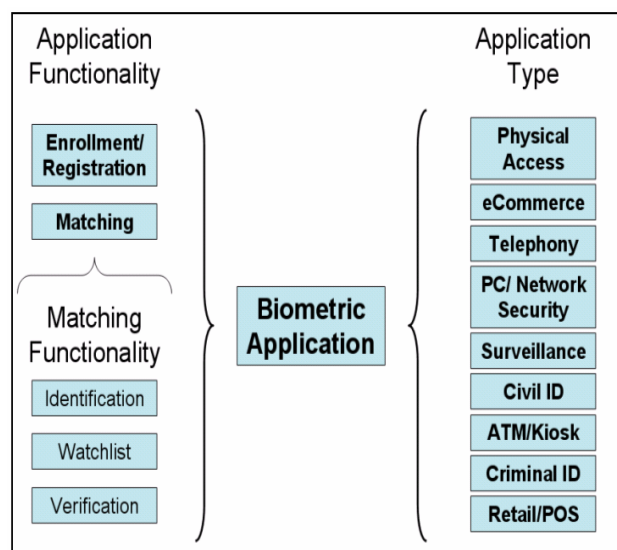 Application
Functionality
Enrollment/
Registration
Matching
Matching
Functionality
Identification
Watchlist
Verification
Biometric
Application
Application
Type
Physical
Access
eCommerce
Telephony
PC/ Network
Security
Surveillance
Civil ID
ATM/Kiosk
Criminal ID
Retail/POS